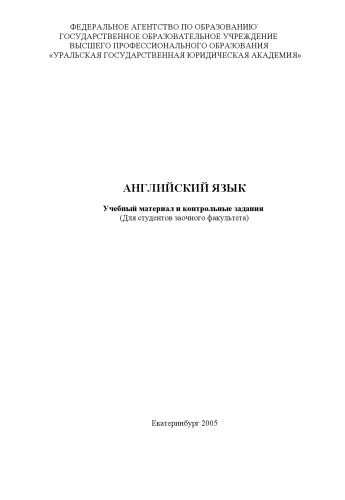 ФЕДЕРАЛЬНОЕ АГЕНТСТВО ПО ОБРАЗОВАНИЮ
ГОСУДАРСТВЕННОЕ ОБРАЗОВАТЕЛЬНОЕ УЧРЕЖДЕНИЕ
ВЫСШЕГО ПРОФЕССИОНАЛЬНОГО ОБРАЗОВАНИЯ
«УРАЛЬСКАЯ ГОСУДАРСТВЕННАЯ ЮРИДИЧЕСКАЯ АКАДЕМИЯ»
АНГЛИЙСКИЙ ЯЗЫК
Учебный материал и контрольные задания
(Для студентов заочного факультета)
Екатеринбург 2005